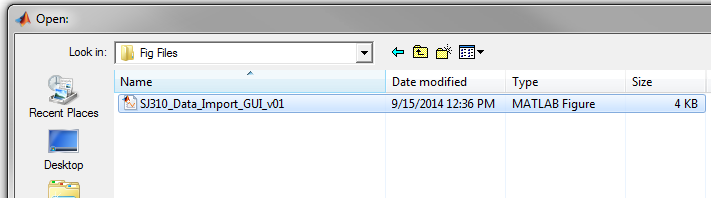 Open:
Look in: Fig Files
Name Date modified Type Size
SJ310_Data_Import_GUI_v01 9/15/2014 12:36 PM MATLAB Figure 4 KB
Recent Places
Desktop